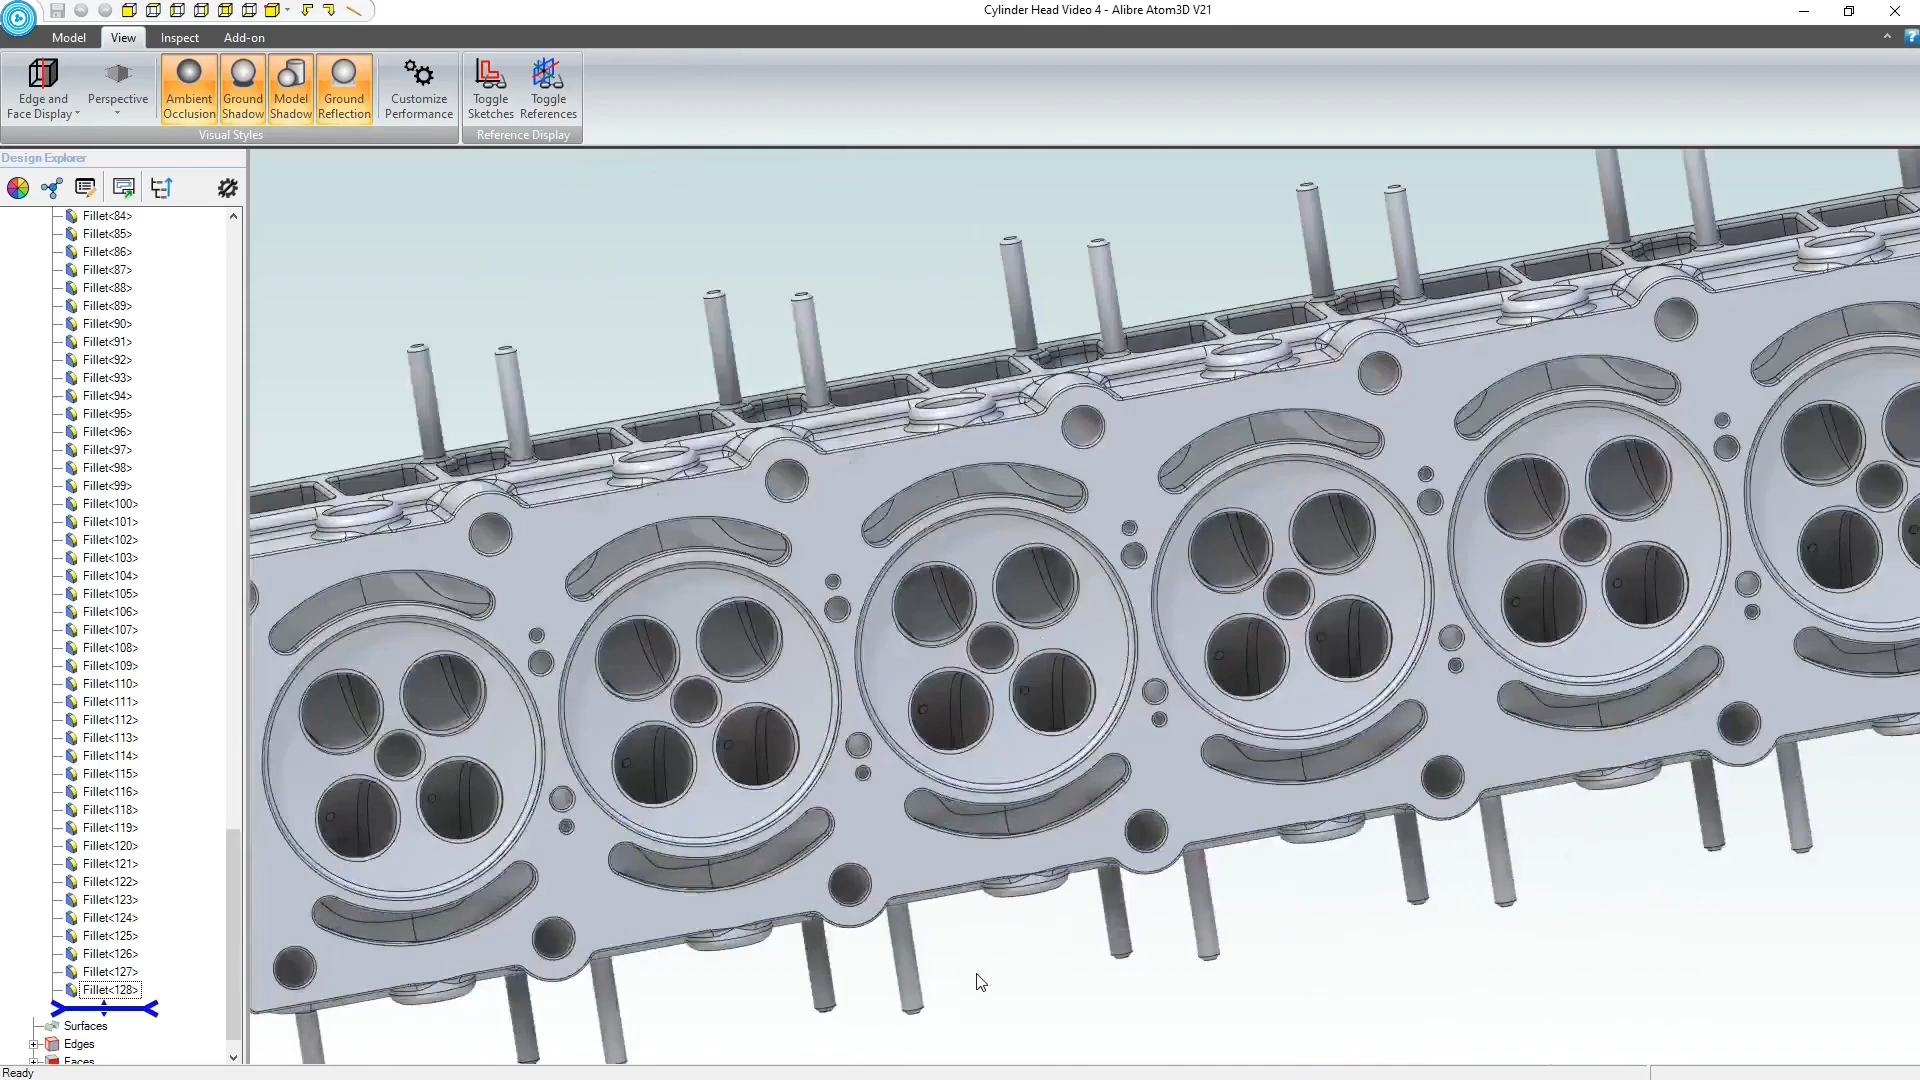 Cylinder Head Video 4 - Alibre Atom3D V21
Model View Inspect Add-on
Edge and
Face Display
Perspective
Ambient
Occlusion
Ground
Shadow
Model
Shadow
Ground
Reflection
Customize
Performance
Toggle
Sketches
Toggle
References
Visual Styles
Reference Display
Design Explorer
Fillet<84>
Fillet<85>
Fillet<86>
Fillet<87>
Fillet<88>
Fillet<89>
Fillet<90>
Fillet<91>
Fillet<92>
Fillet<93>
Fillet<94>
Fillet<95>
Fillet<96>
Fillet<97>
Fillet<98>
Fillet<99>
Fillet<100>
Fillet<101>
Fillet<102>
Fillet<103>
Fillet<104>
Fillet<105>
Fillet<106>
Fillet<107>
Fillet<108>
Fillet<109>
Fillet<110>
Fillet<111>
Fillet<112>
Fillet<113>
Fillet<114>
Fillet<115>
Fillet<116>
Fillet<118>
Fillet<119>
Fillet<120>
Fillet<121>
Fillet<122>
Fillet<123>
Fillet<124>
Fillet<125>
Fillet<126>
Fillet<127>
Fillet<128>
Surfaces
Edges
Faces
Ready